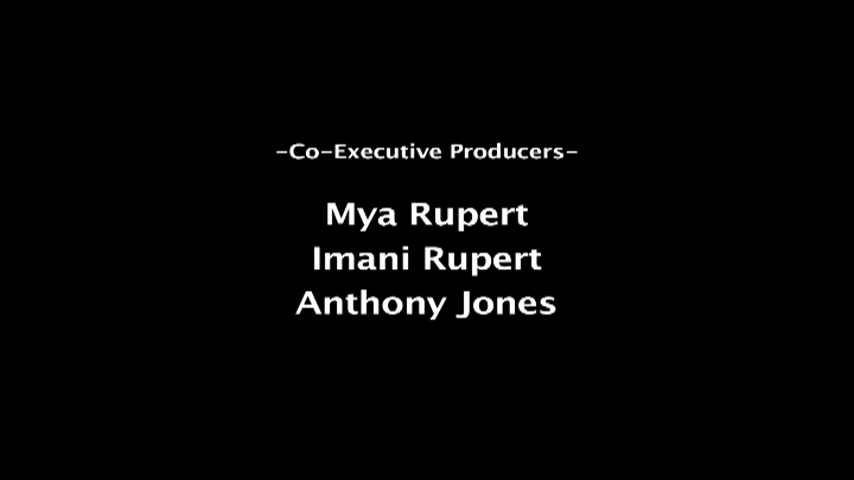 -Co-Executive Producers-
Mya Rupert
Imani Rupert
Anthony Jones